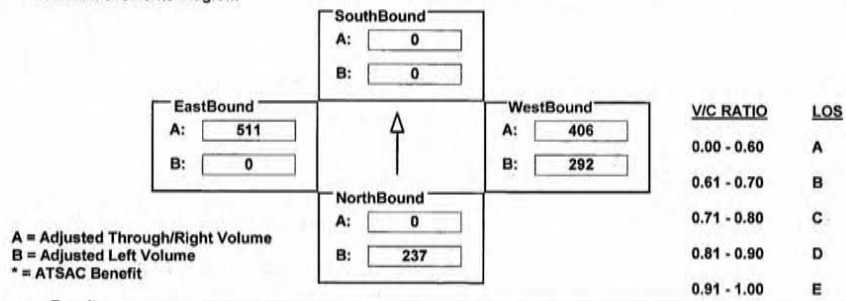 SouthBound
A: 0
B: 0
EastBound
A: 511
B: 0
WestBound
A: 406
B: 292
NorthBound
A: 0
B: 237
A = Adjusted Through/Right Volume
B = Adjusted Left Volume
* = ATSAC Benefit
V/C RATIO LOS
0.00 - 0.60 A
0.61 - 0.70 B
0.71 - 0.80 C
0.81 - 0.90 D
0.91 - 1.00 E